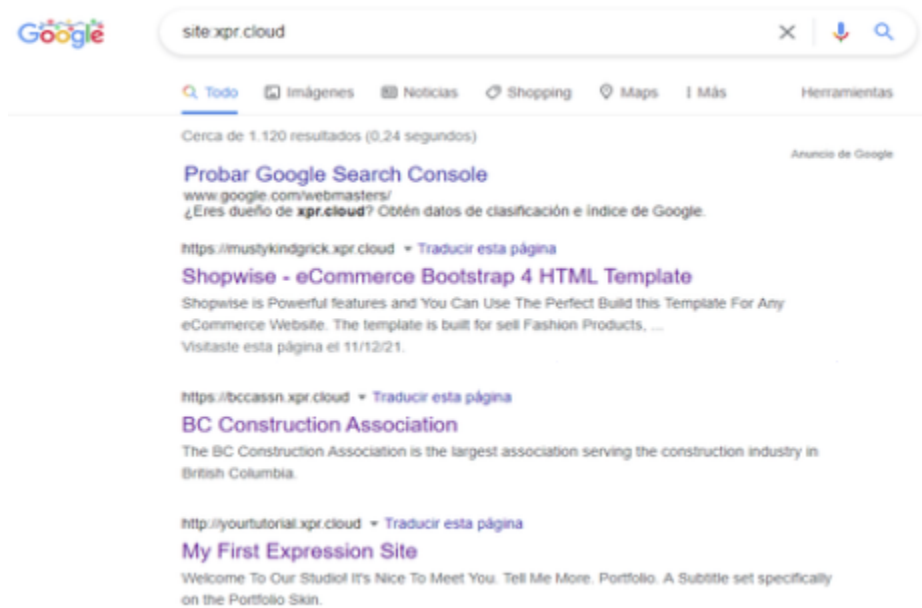 Google
site:xpr.cloud
Todo Imágenes Noticias Shopping Maps Más Herramientas
Cerca de 1.120 resultados (0,24 segundos)
Anuncio de Google
Probar Google Search Console
www.google.com/webmasters/
¿Eres dueño de xpr.cloud? Obtén datos de clasificación e índice de Google.
https://mustykindgrick.xpr.cloud Traducir esta página
Shopwise - eCommerce Bootstrap 4 HTML Template
Shopwise is Powerful features and You Can Use The Perfect Build this Template For Any
eCommerce Website. The template is built for sell Fashion Products, ...
Visitaste esta página el 11/12/21.
https://bccassn.xpr.cloud Traducir esta página
BC Construction Association
The BC Construction Association is the largest association serving the construction industry in
British Columbia.
http://yourtutorial.xpr.cloud Traducir esta página
My First Expression Site
Welcome To Our Studio! It's Nice To Meet You. Tell Me More. Portfolio. A Subtitle set specifically
on the Portfolio Skin.